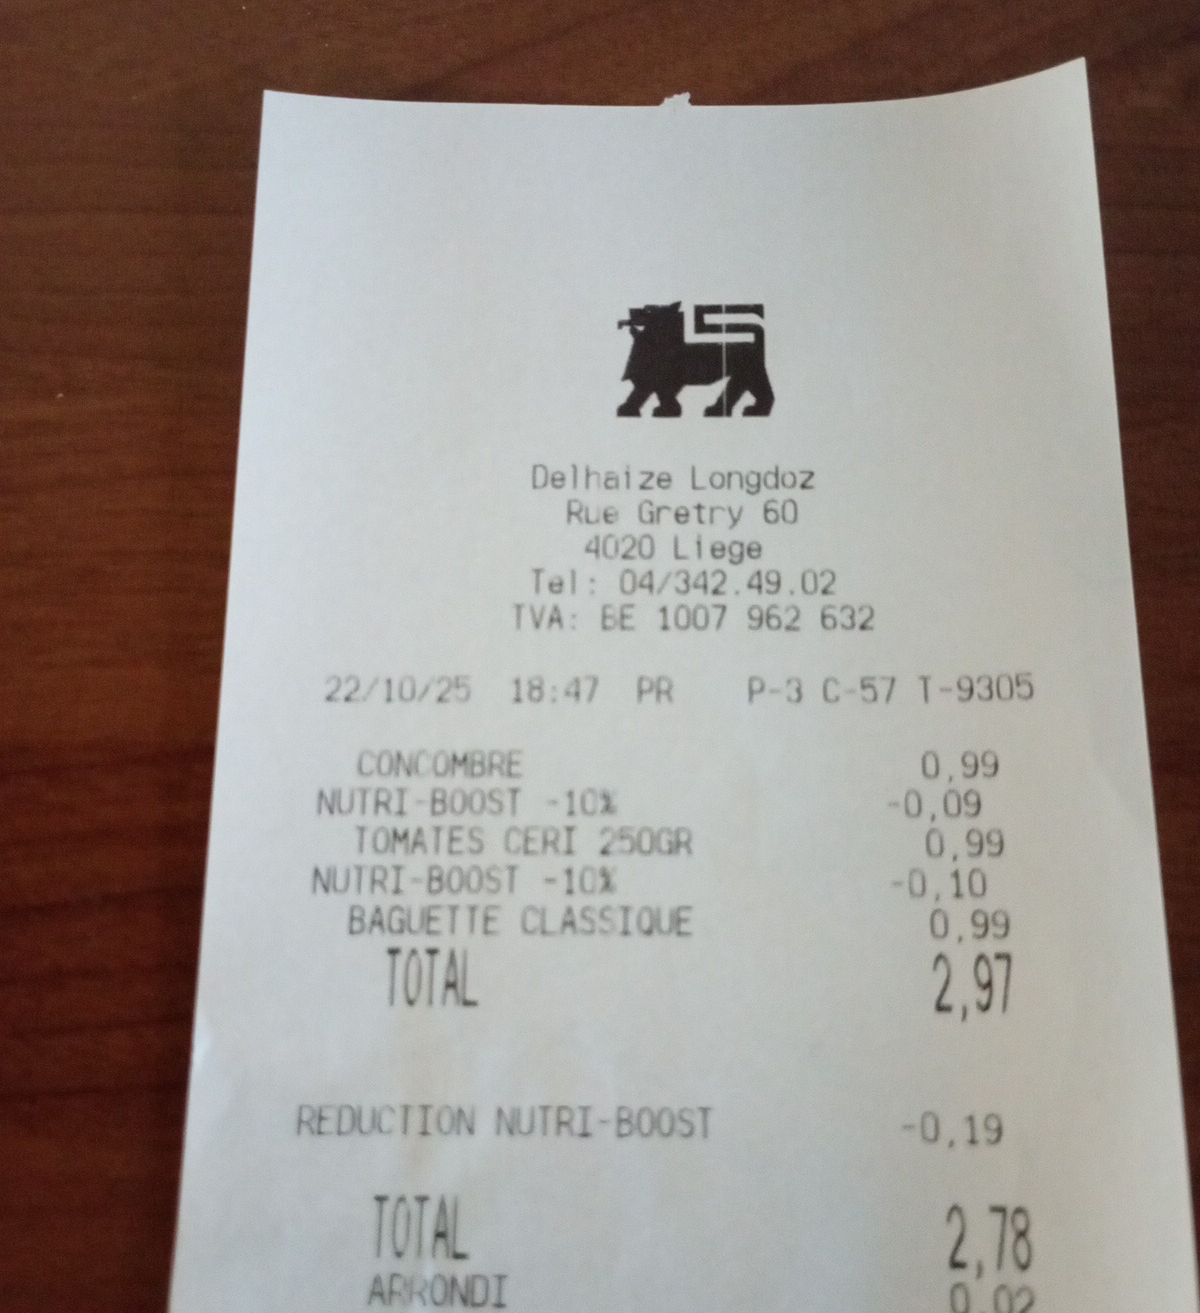 Delhaize Longdoz
Rue Gretry 60
4020 Liege
Tel: 04/342.49.02
TVA: BE 1007 962 632
22/10/25 18:47 PR P-3 C-57 T-9305
CONCOMBRE 0,99
NUTRI-BOOST -10% -0,09
TOMATES CERI 250GR 0,99
NUTRI-BOOST -10% -0,10
BAGUETTE CLASSIQUE 0,99
TOTAL 2,97
REDUCTION NUTRI-BOOST -0,19
TOTAL 2,78
ARRONDI 0,02